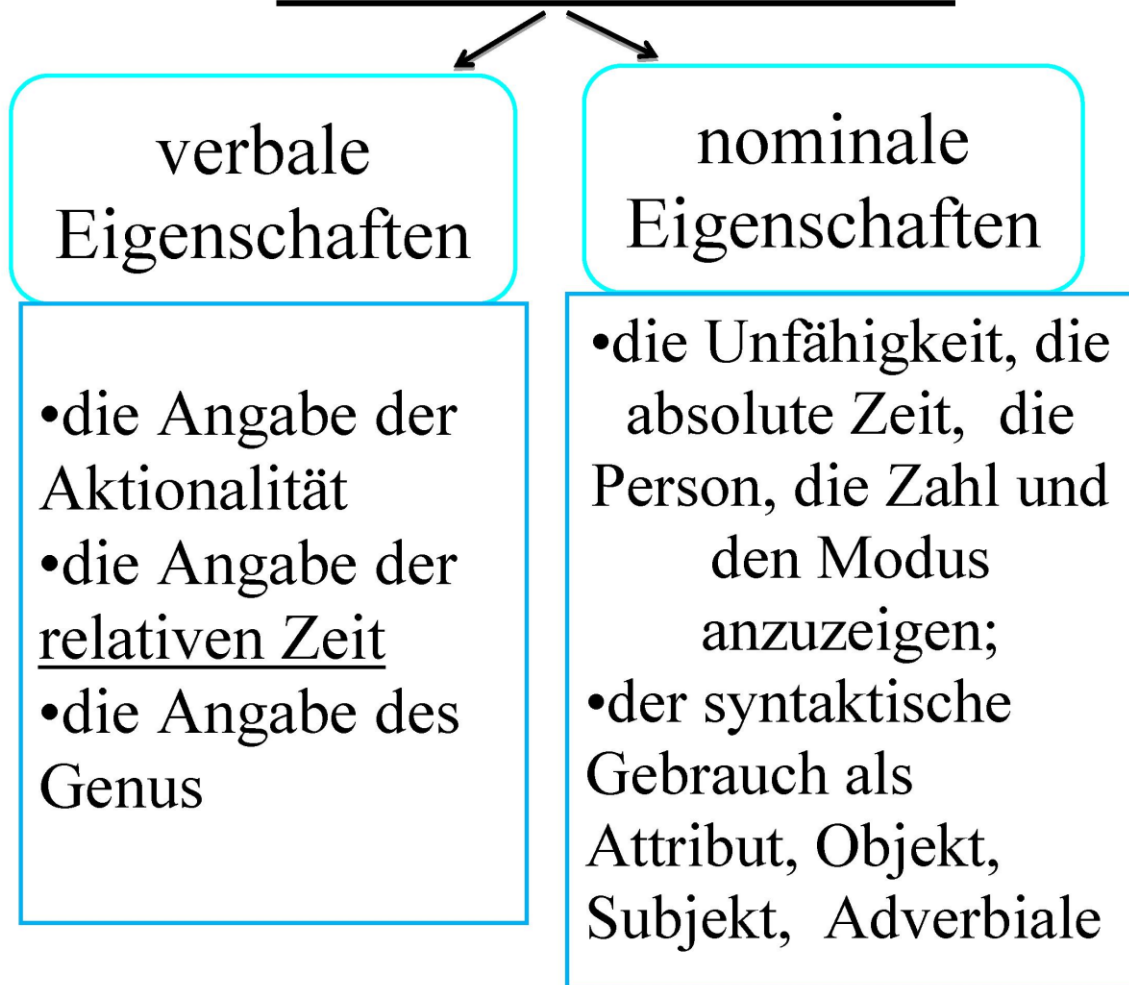 verbale
Eigenschaften
•die Angabe der
Aktionalität
•die Angabe der
relativen Zeit
•die Angabe des
Genus
nominale
Eigenschaften
•die Unfähigkeit, die
absolute Zeit, die
Person, die Zahl und
den Modus
anzuzeigen;
•der syntaktische
Gebrauch als
Attribut, Objekt,
Subjekt, Adverbiale